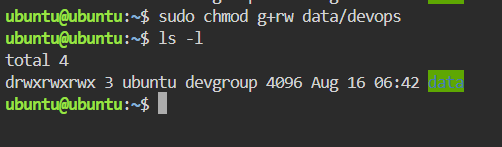 ubuntu@ubuntu:~$ sudo chmod g+rw data/devops
ubuntu@ubuntu:~$ ls -l
total 4
drwxrwxrwx 3 ubuntu devgroup 4096 Aug 16 06:42 data
ubuntu@ubuntu:~$